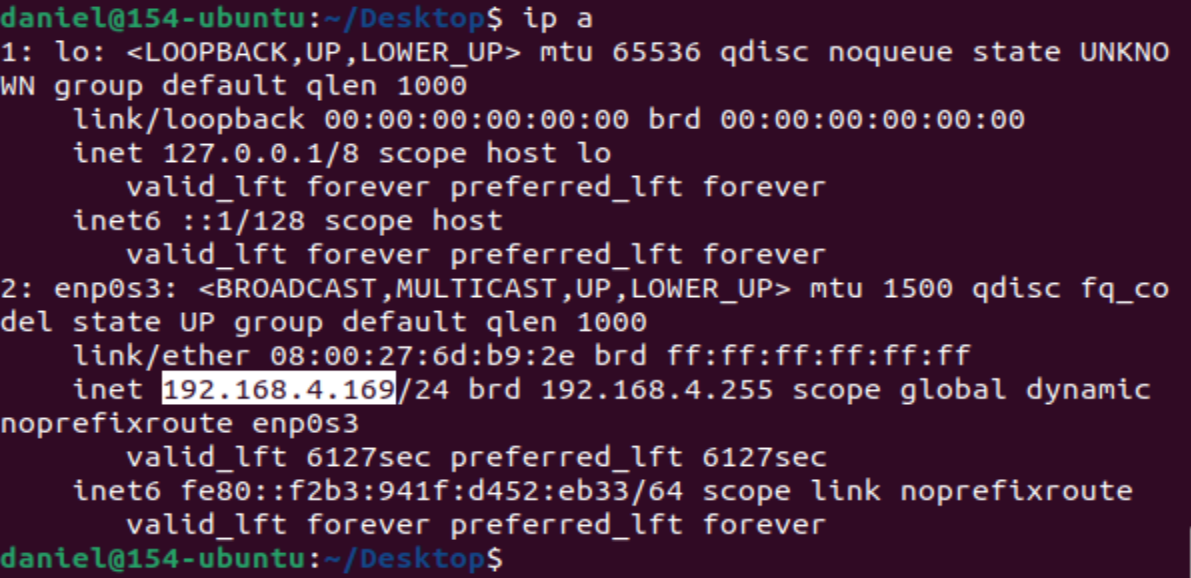 daniel@154-ubuntu:~/Desktop$ ip a
1: lo: <LOOPBACK,UP,LOWER_UP> mtu 65536 qdisc noqueue state UNKNO
WN group default qlen 1000
    link/loopback 00:00:00:00:00:00 brd 00:00:00:00:00:00
    inet 127.0.0.1/8 scope host lo
       valid_lft forever preferred_lft forever
    inet6 ::1/128 scope host
       valid_lft forever preferred_lft forever
2: enp0s3: <BROADCAST,MULTICAST,UP,LOWER_UP> mtu 1500 qdisc fq_co
del state UP group default qlen 1000
    link/ether 08:00:27:6d:b9:2e brd ff:ff:ff:ff:ff:ff
    inet 192.168.4.169/24 brd 192.168.4.255 scope global dynamic
noprefixroute enp0s3
       valid_lft 6127sec preferred_lft 6127sec
    inet6 fe80::f2b3:941f:d452:eb33/64 scope link noprefixroute
       valid_lft forever preferred_lft forever
daniel@154-ubuntu:~/Desktop$